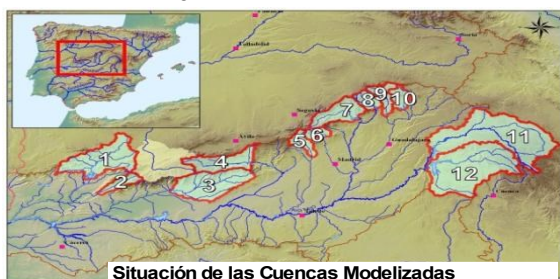 Valladolid
Soria
Segovia
Ávila
Guadalajara
Madrid
Toledo
Cuenca
Cáceres
1
2
3
4
5
6
7
8
9
10
11
12
Situación de las Cuencas Modelizadas